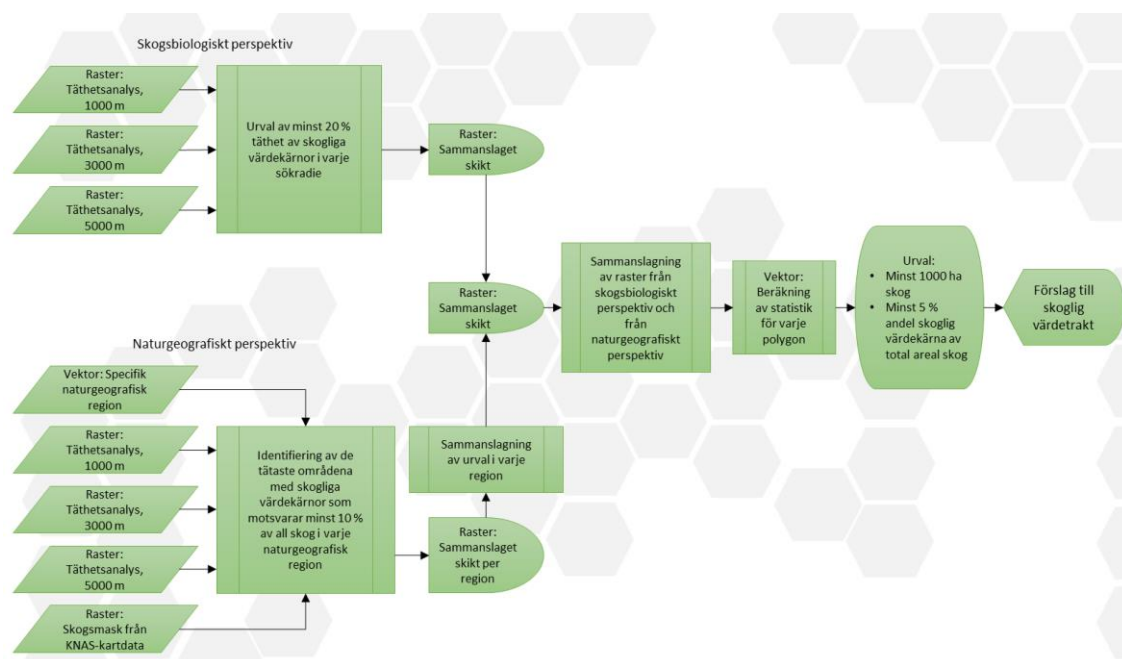 Skogsbiologiskt perspektiv
Raster:
Täthetsanalys,
1000 m
Raster:
Täthetsanalys,
3000 m
Raster:
Täthetsanalys,
5000 m
Urval av minst 20 %
täthet av skogliga
värdekärnor i varje
sökradie
Raster:
Sammanslaget
skikt
Raster:
Sammanslaget
skikt
Sammanslagning
av raster från
skogsbiologiskt
perspektiv och
från
naturgeografiskt
perspektiv
Vektor:
Beräkning
av statistik
för varje
polygon
Urval:
• Minst 1000 ha
skog
• Minst 5 %
andel skoglig
värdekärna av
total areal skog
Förslag till
skoglig
värdetrakt
Naturgeografiskt perspektiv
Vektor: Specifik
naturgeografisk
region
Raster:
Täthetsanalys,
1000 m
Raster:
Täthetsanalys,
3000 m
Raster:
Täthetsanalys,
5000 m
Raster:
Skogsmask från
KNAS-kartdata
Identifiering av de
tätaste områdena
med skogliga
värdekärnor som
motsvarar minst 10 %
av all skog i varje
naturgeografisk
region
Sammanslagning
av urval i varje
region
Raster:
Sammanslaget
skikt per
region